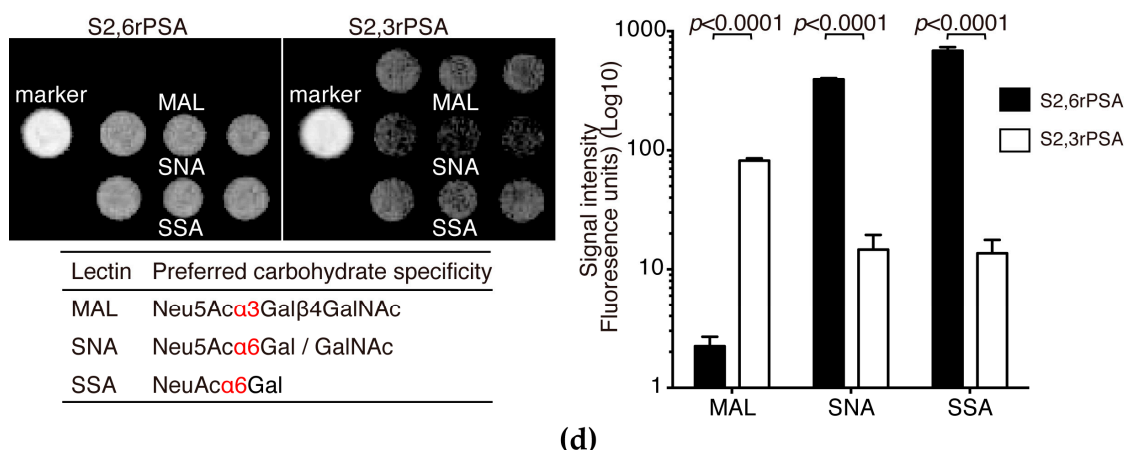 S2,6rPSA
S2,3rPSA
marker
MAL
SNA
SSA
marker
MAL
SNA
SSA
Lectin Preferred carbohydrate specificity
MAL Neu5Acα3Galβ4GalNAc
SNA Neu5Acα6Gal / GalNAc
SSA NeuAcα6Gal
p<0.0001 p<0.0001 p<0.0001
Signal intensity
Fluoresence units) (Log10)
1000
100
10
1
MAL SNA SSA
S2,6rPSA
S2,3rPSA
(d)